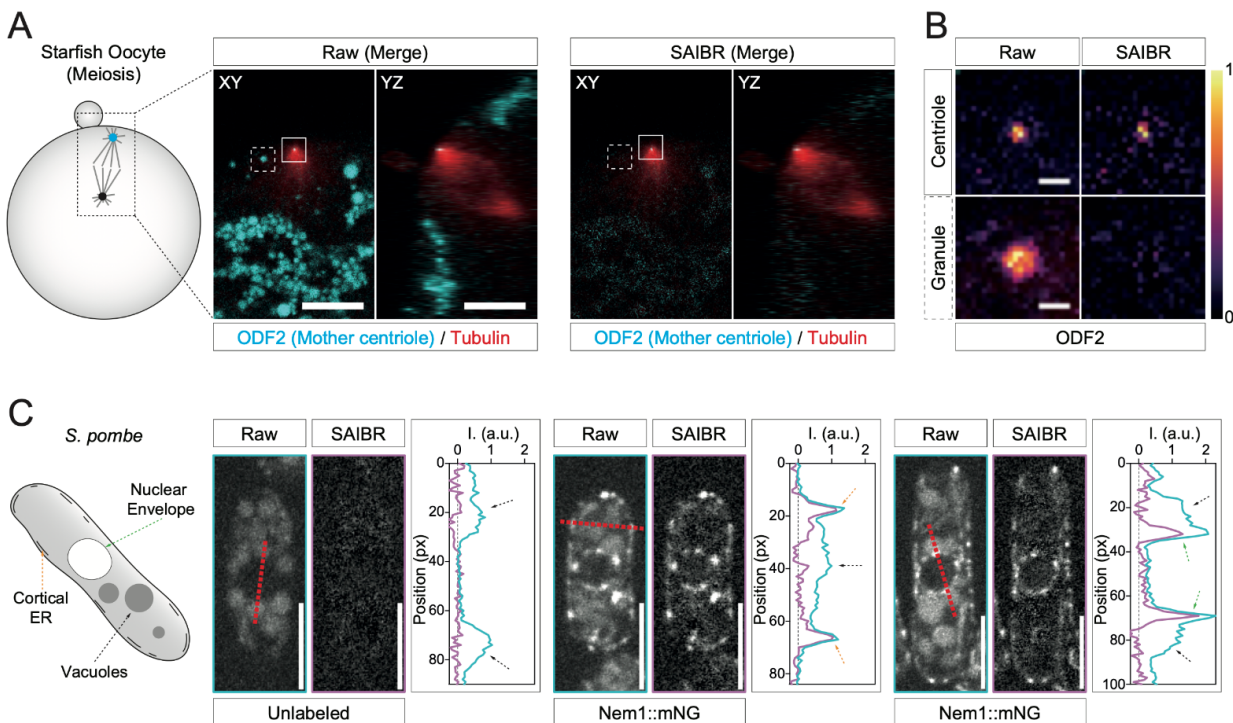 A
Starfish Oocyte
(Meiosis)
Raw (Merge)
XY
YZ
SAIBR (Merge)
XY
YZ
ODF2 (Mother centriole) / Tubulin
ODF2 (Mother centriole) / Tubulin
B
Raw
SAIBR
Centriole
Granule
1
0
ODF2
C
S. pombe
Nuclear
Envelope
Cortical
ER
Vacuoles
Raw
SAIBR
I. (a.u.)
0 1 2
0
20
40
60
80
Position (px)
Unlabeled
Raw
SAIBR
I. (a.u.)
0 1 2
0
20
40
60
80
Position (px)
Nem1::mNG
Raw
SAIBR
I. (a.u.)
0 1 2
0
20
40
60
80
100
Position (px)
Nem1::mNG